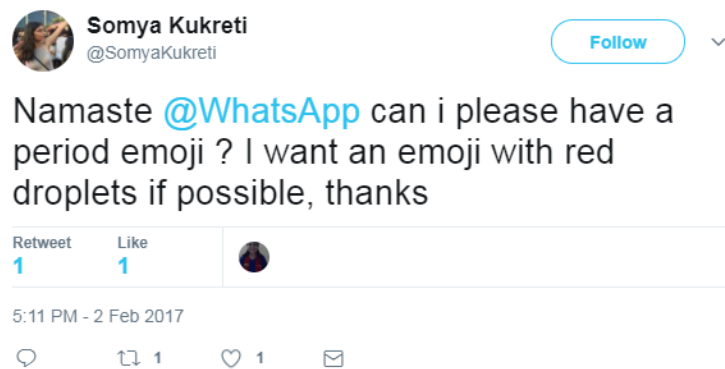 Somya Kukreti
@SomyaKukreti
Follow
Namaste @WhatsApp can i please have a
period emoji ? I want an emoji with red
droplets if possible, thanks
Retweet Like
1 1
5:11 PM - 2 Feb 2017
1 1